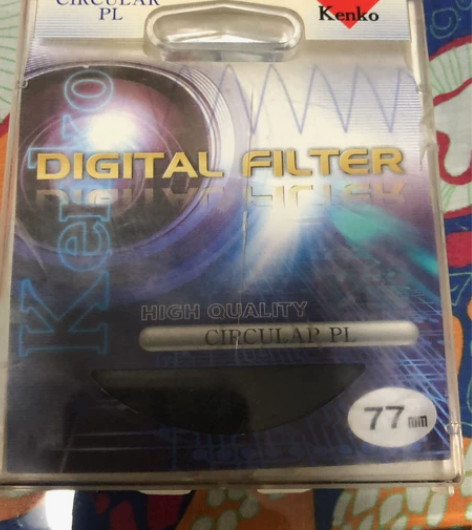 CIRCULAR
PL
Kenko
Kenko
DIGITAL FILTER
HIGH QUALITY
CIRCULAR PL
77mm